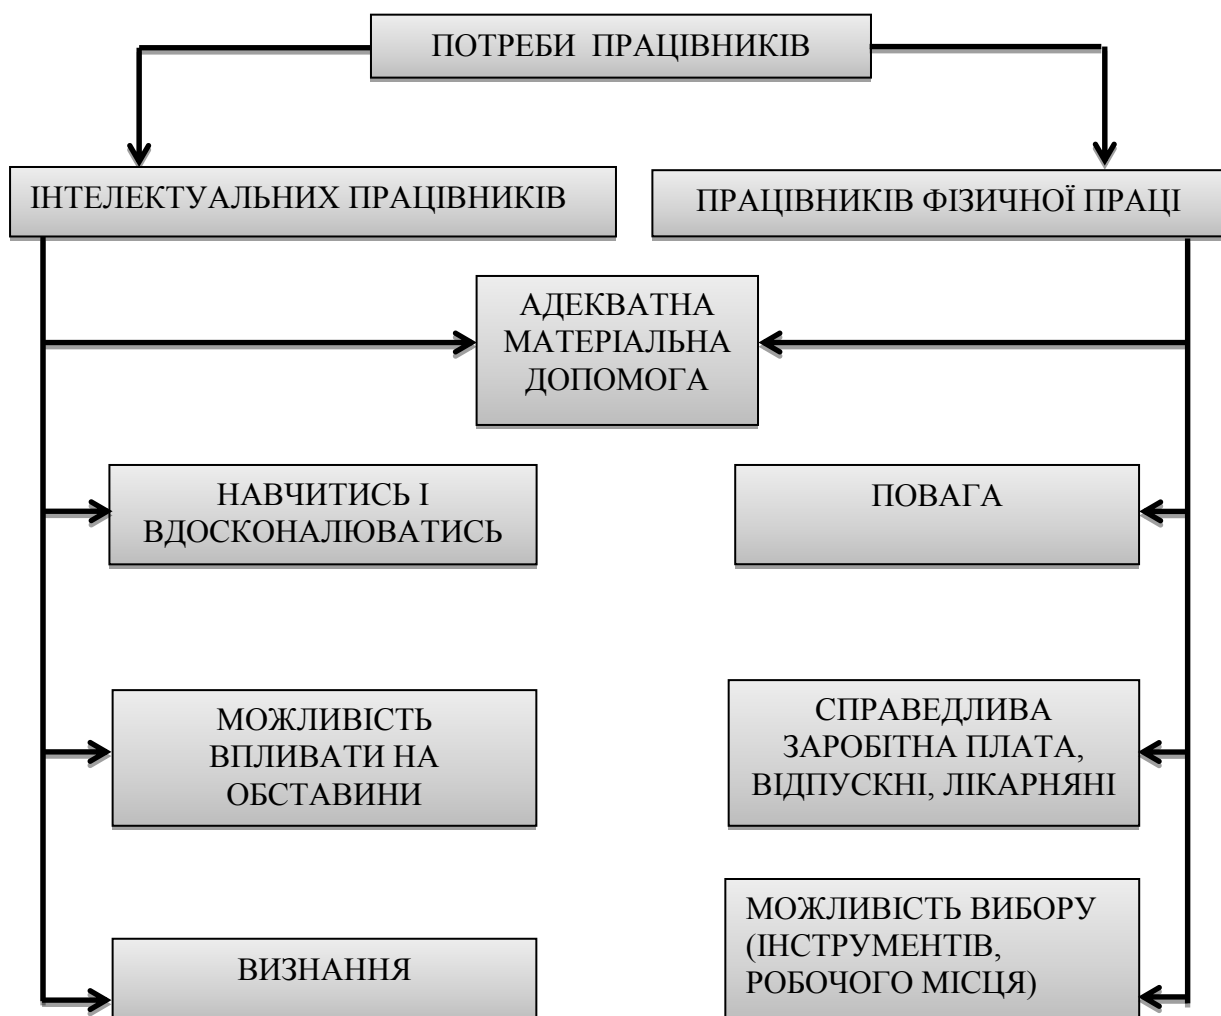 ПОТРЕБИ ПРАЦІВНИКІВ
ІНТЕЛЕКТУАЛЬНИХ ПРАЦІВНИКІВ
ПРАЦІВНИКІВ ФІЗИЧНОЇ ПРАЦІ
АДЕКВАТНА
МАТЕРІАЛЬНА
ДОПОМОГА
НАВЧИТИСЬ І
ВДОСКОНАЛЮВАТИСЬ
ПОВАГА
МОЖЛИВІСТЬ
ВПЛИВАТИ НА
ОБСТАВИНИ
СПРАВЕДЛИВА
ЗАРОБІТНА ПЛАТА,
ВІДПУСКНІ, ЛІКАРНЯНІ
ВИЗНАННЯ
МОЖЛИВІСТЬ ВИБОРУ
(ІНСТРУМЕНТІВ,
РОБОЧОГО МІСЦЯ)